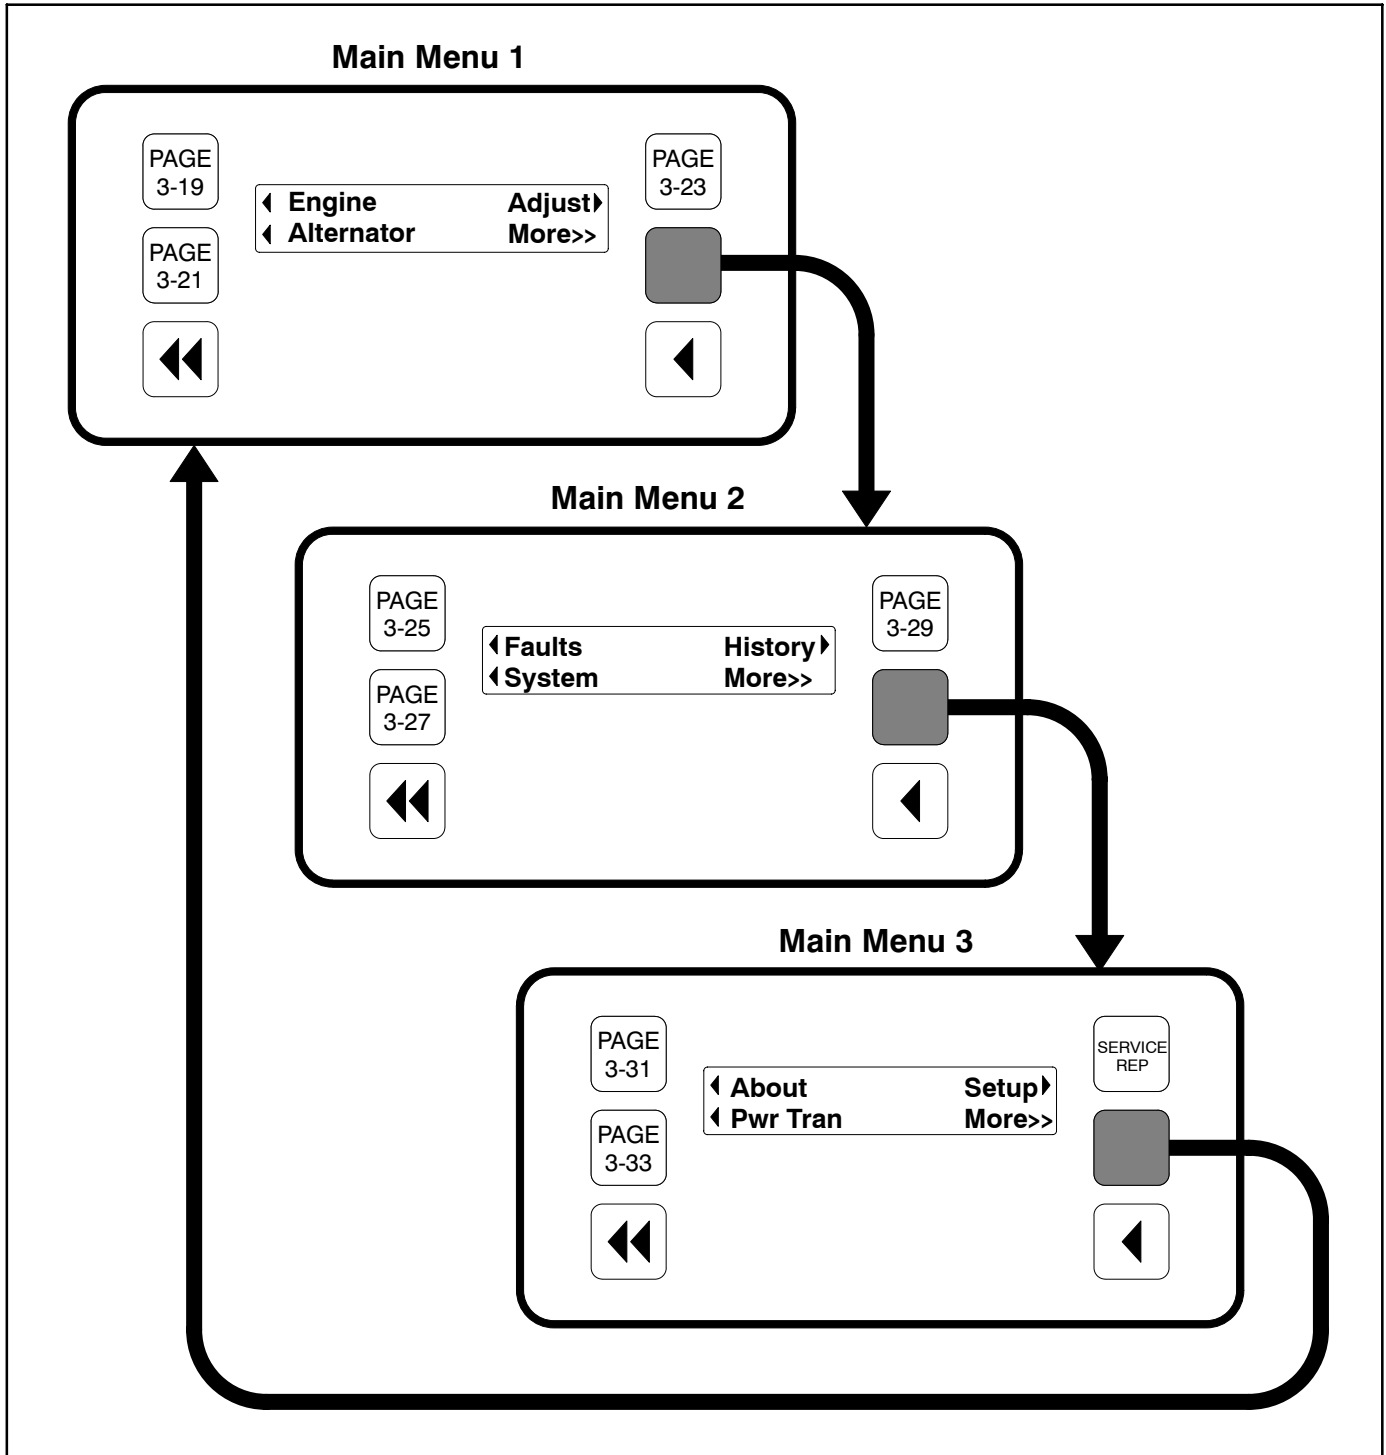 Main Menu 1
PAGE
3-19
PAGE
3-23
Engine Adjust
Alternator More>>
PAGE
3-21
Main Menu 2
PAGE
3-25
PAGE
3-29
Faults History
System More>>
PAGE
3-27
Main Menu 3
PAGE
3-31
SERVICE
REP
About Setup
Pwr Tran More>>
PAGE
3-33